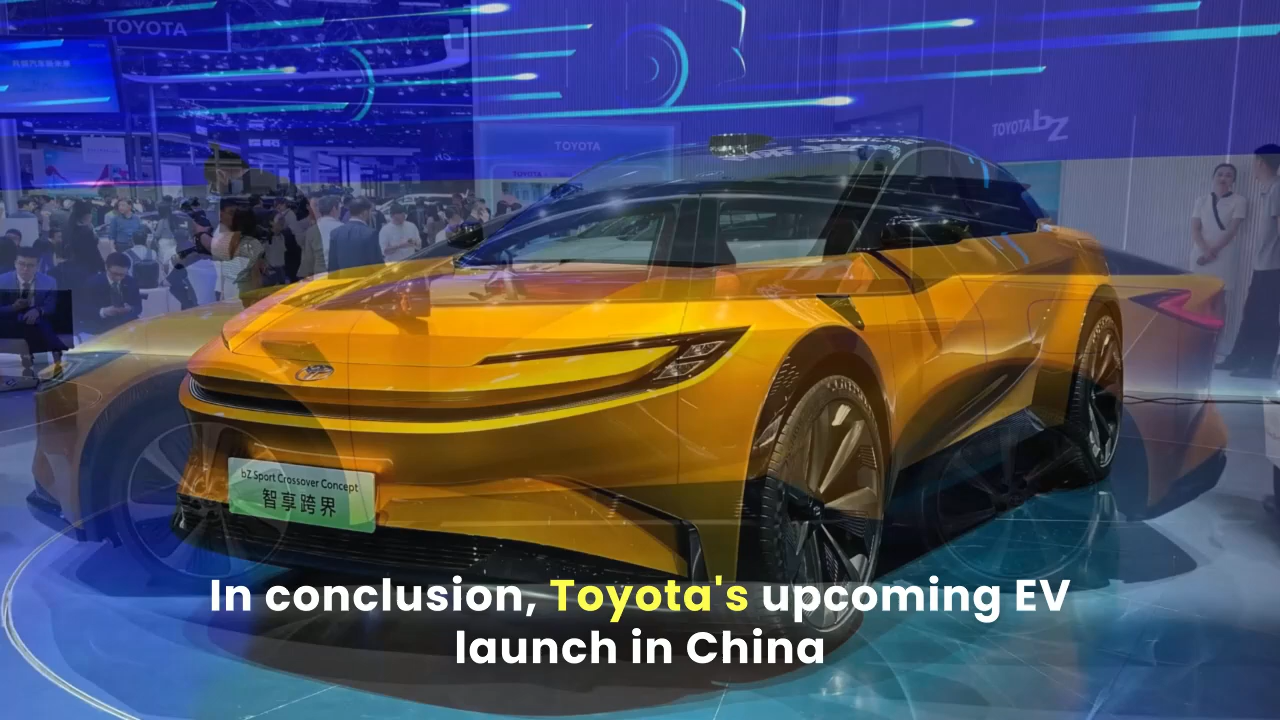 TOYOTA
TOYOTA bZ
TOYOTA
TOYOTA
bZ Sport Crossover Concept
智享跨界
In conclusion, Toyota's upcoming EV
launch in China